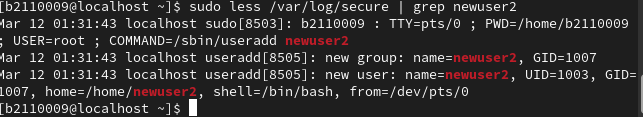 [b2110009@localhost ~]$ sudo less /var/log/secure | grep newuser2
Mar 12 01:31:43 localhost sudo[8503]: b2110009 : TTY=pts/0 ; PWD=/home/b2110009
; USER=root ; COMMAND=/sbin/useradd newuser2
Mar 12 01:31:43 localhost useradd[8505]: new group: name=newuser2, GID=1007
Mar 12 01:31:43 localhost useradd[8505]: new user: name=newuser2, UID=1003, GID=
1007, home=/home/newuser2, shell=/bin/bash, from=/dev/pts/0
[b2110009@localhost ~]$